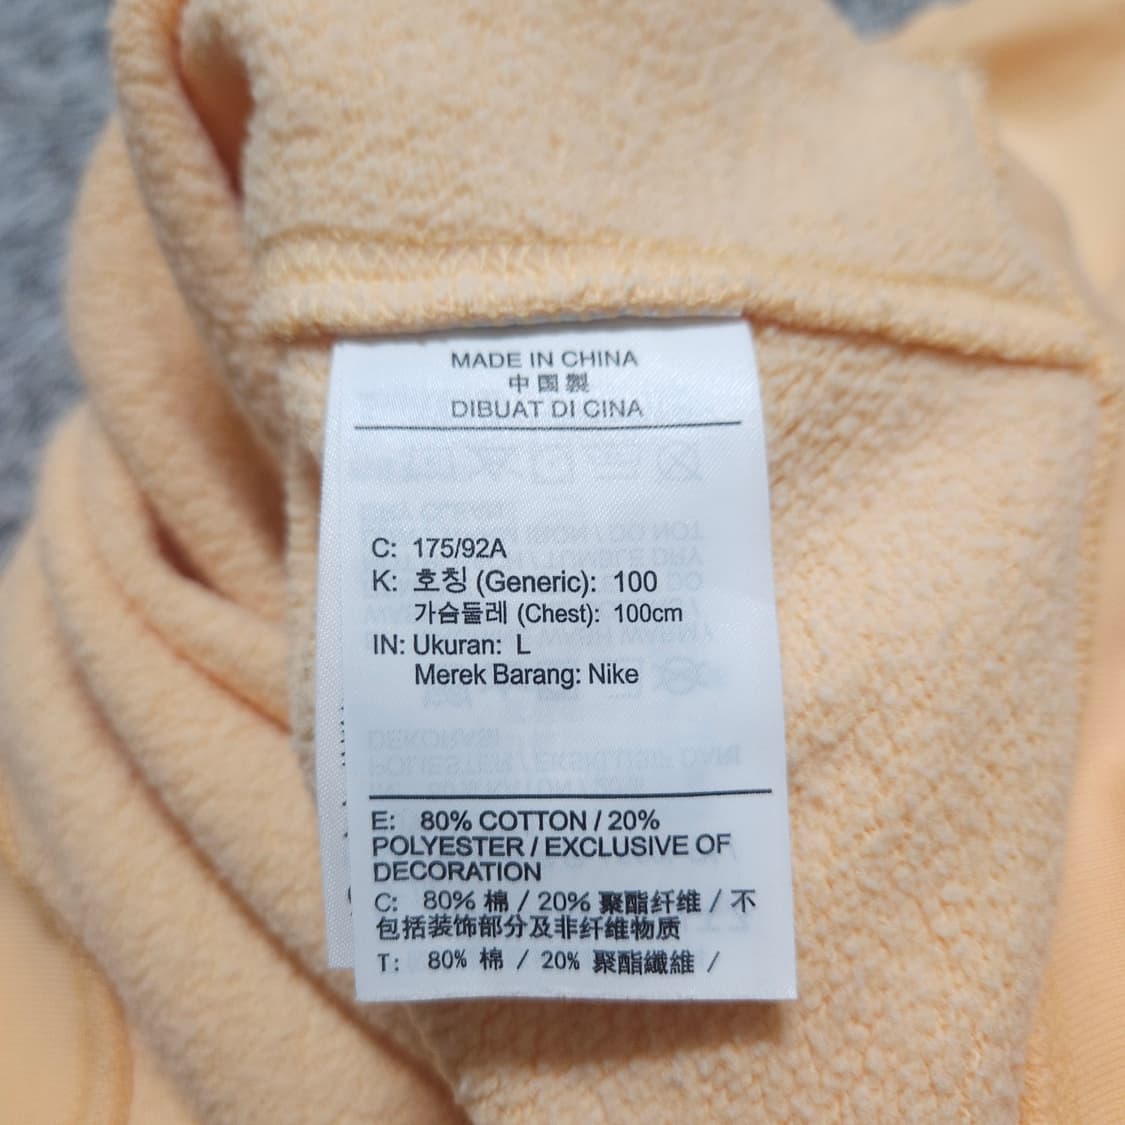 MADE IN CHINA
中国製
DIBUAT DI CINA
C: 175/92A
K: 호칭 (Generic): 100
가슴둘레 (Chest): 100cm
IN: Ukuran: L
Merek Barang: Nike
E: 80% COTTON / 20%
POLYESTER / EXCLUSIVE OF
DECORATION
C: 80% 棉 / 20% 聚酯纤维 / 不
包括装饰部分及非纤维物质
T: 80% 棉 / 20% 聚酯纖維 /